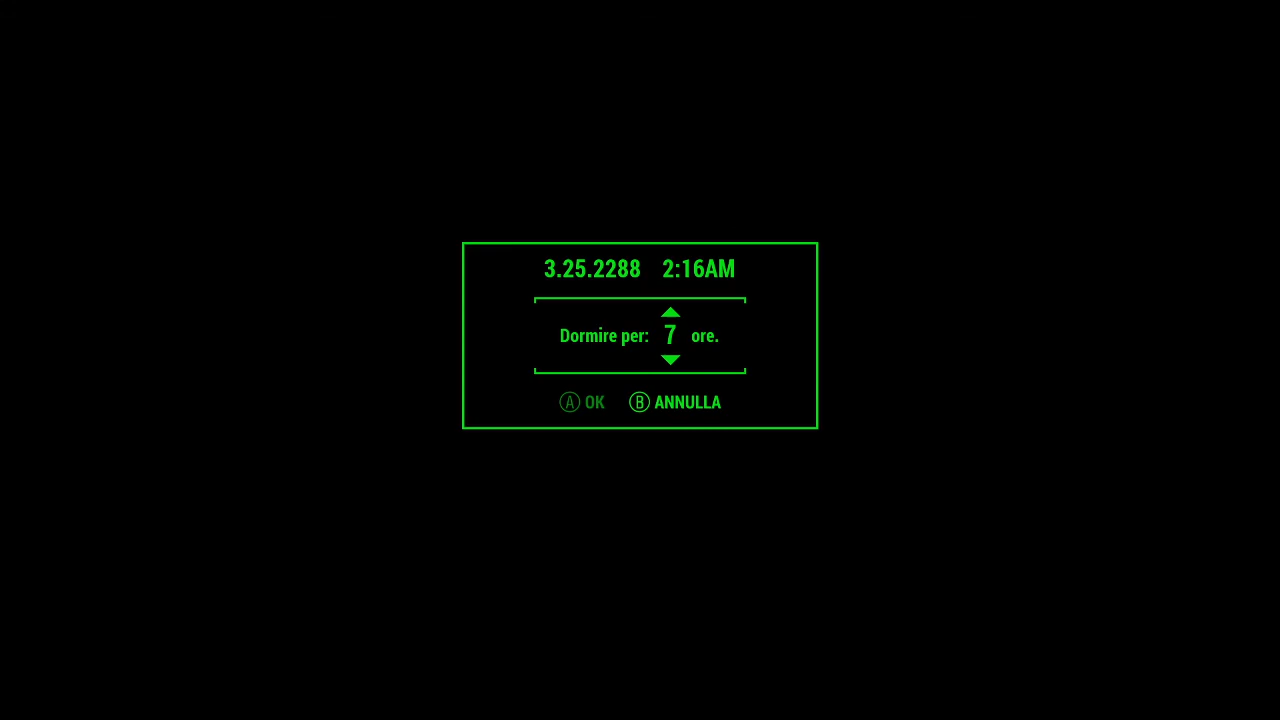 3.25.2288 2:16AM
Dormire per: 7 ore.
Ⓐ OK Ⓑ ANNULLA